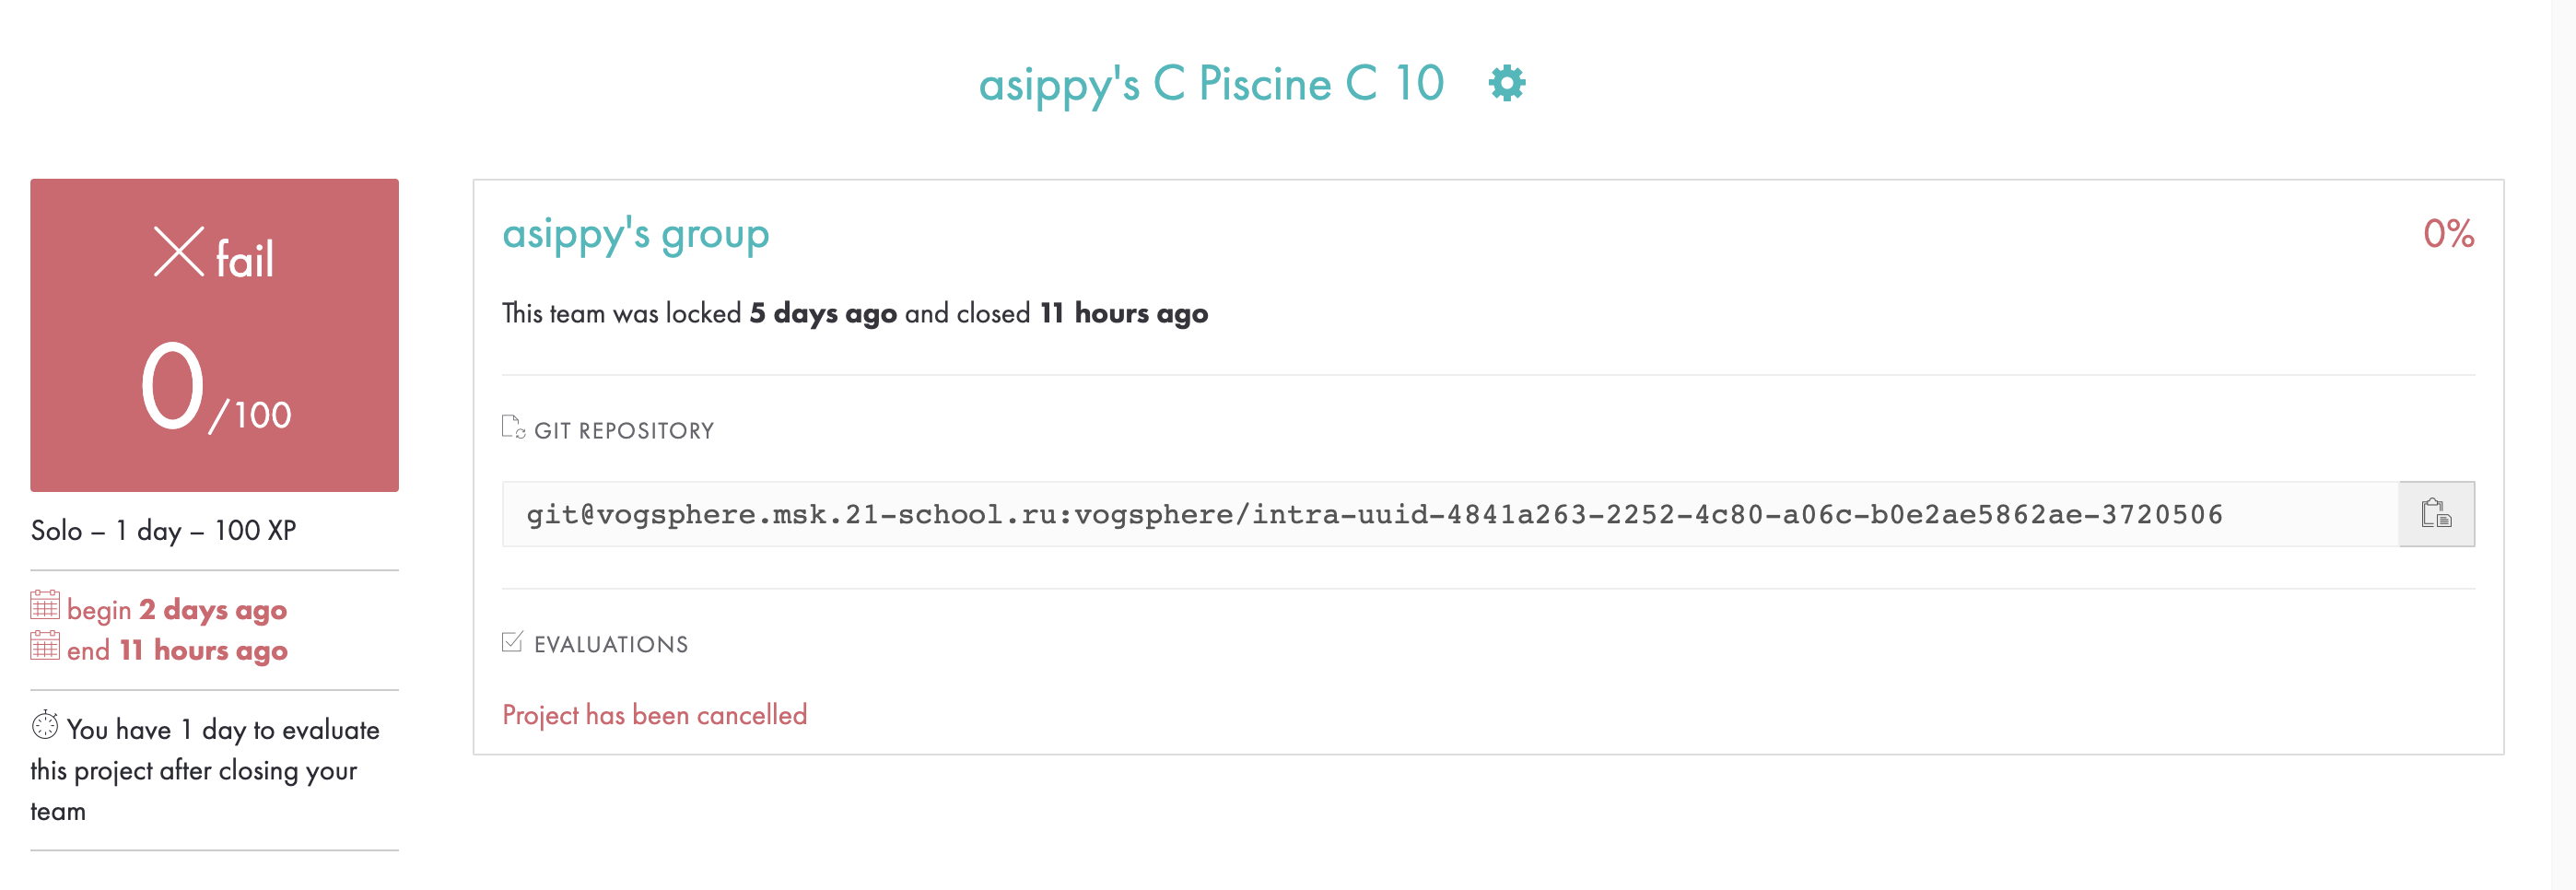 asippy's C Piscine C 10
fail
0/100
Solo – 1 day – 100 XP
begin 2 days ago
end 11 hours ago
You have 1 day to evaluate
this project after closing your
team
asippy's group
0%
This team was locked 5 days ago and closed 11 hours ago
GIT REPOSITORY
git@vogsphere.msk.21-school.ru:vogsphere/intra-uuid-4841a263-2252-4c80-a06c-b0e2ae5862ae-3720506
EVALUATIONS
Project has been cancelled